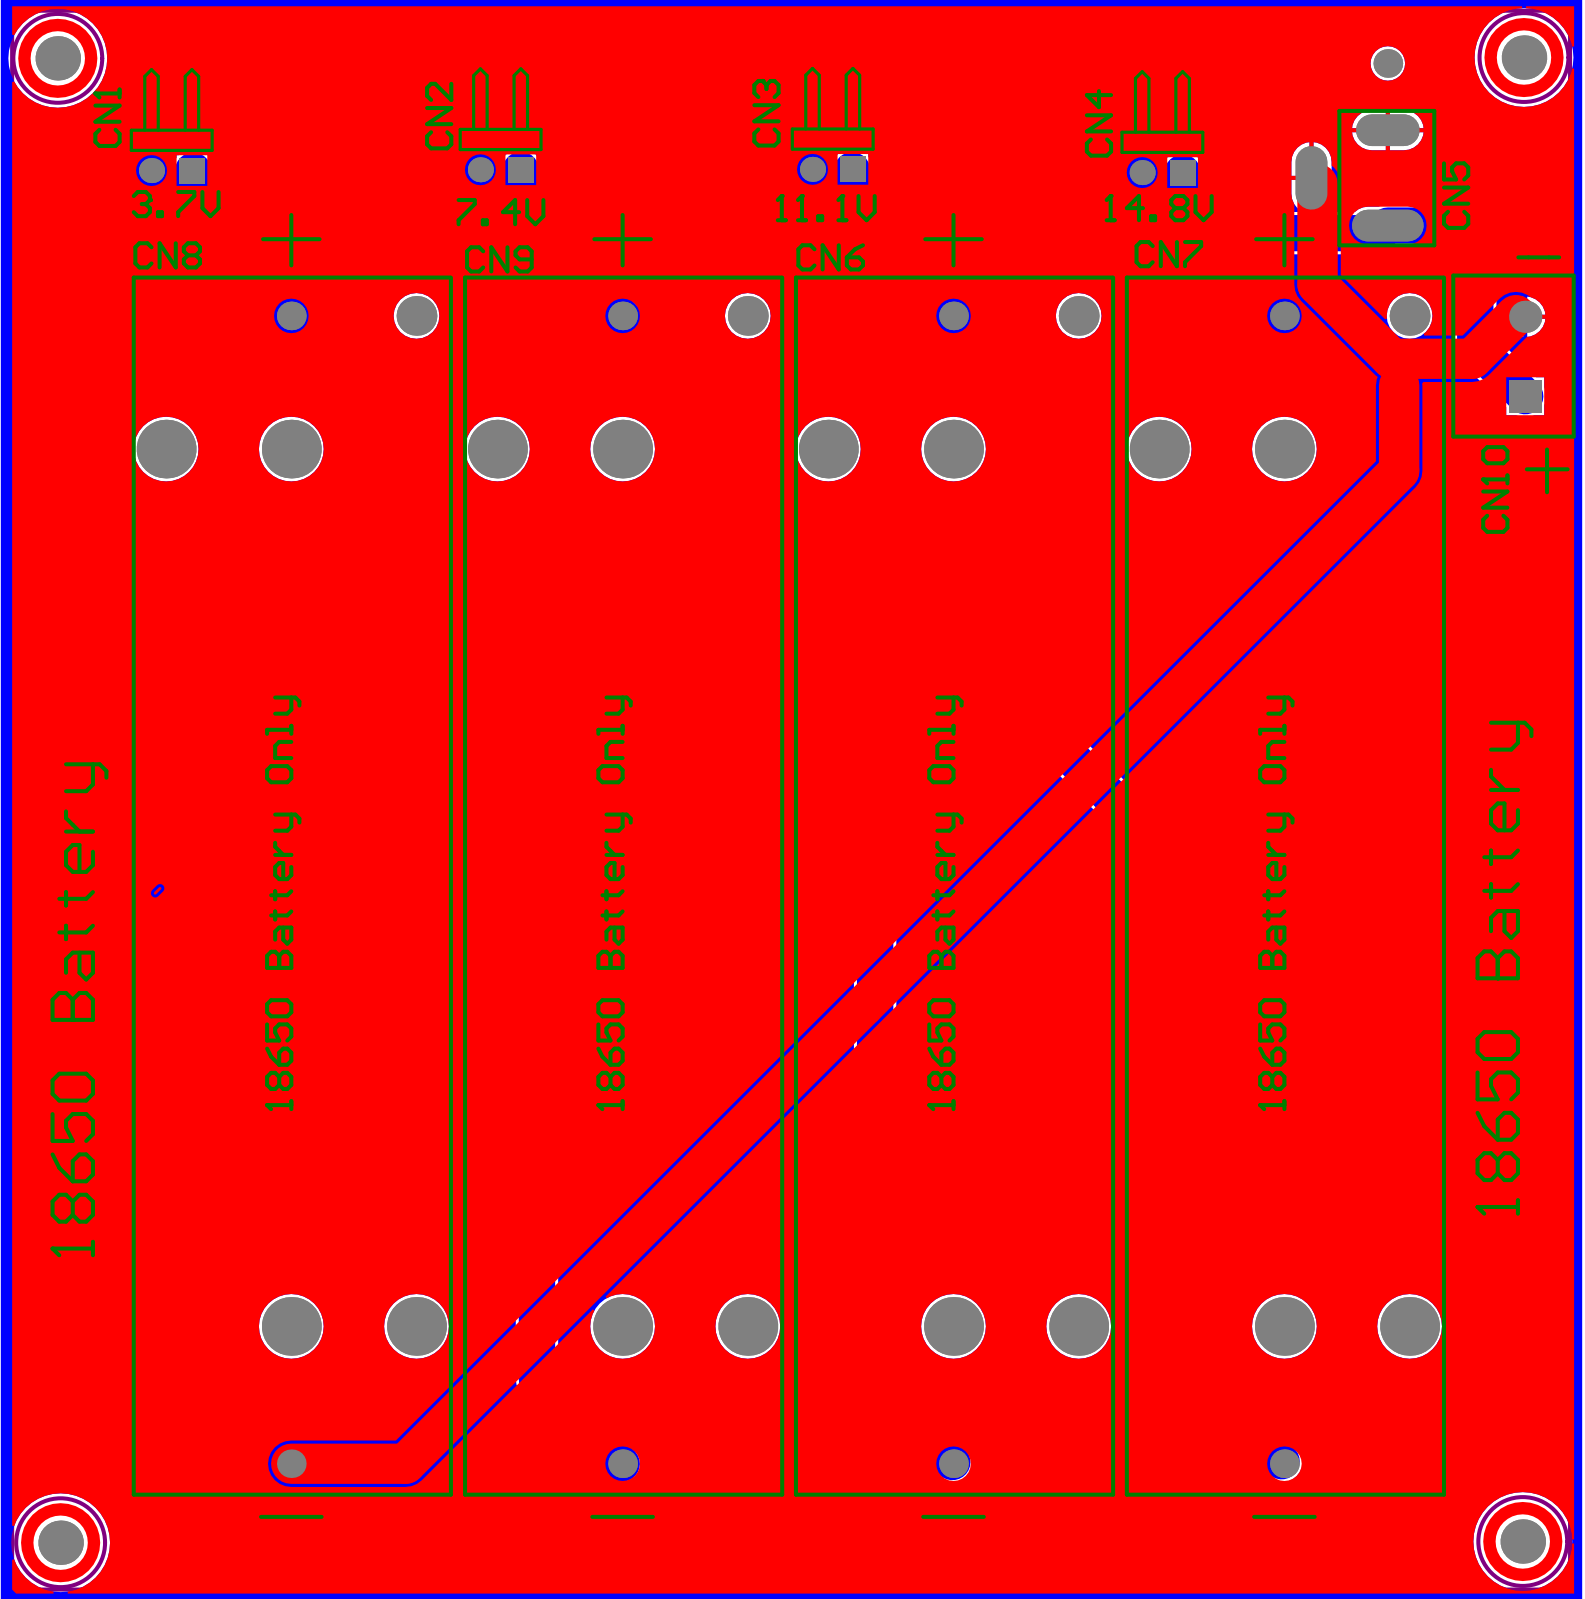 CN1
CN2
CN3
CN4
CN5
3.7V
7.4V
11.1V
14.8V
CN8
CN9
CN6
CN7
+
+
+
+
−
CN10
+
18650 Battery
18650 Battery Only
18650 Battery Only
18650 Battery Only
18650 Battery Only
18650 Battery
−
−
−
−